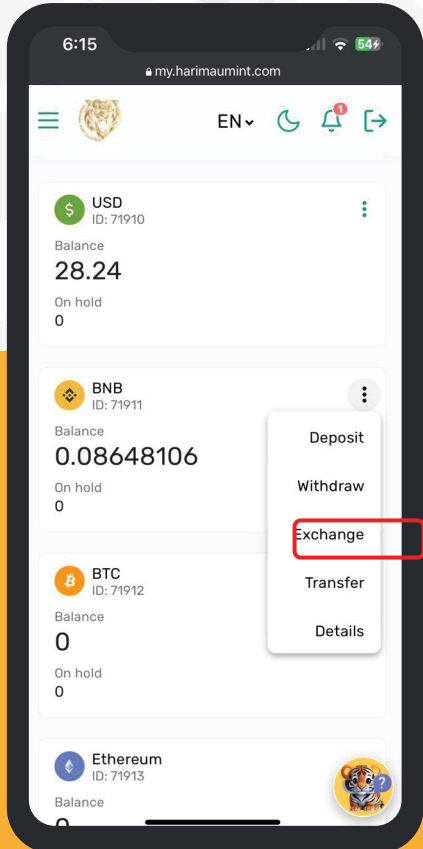 6:15
54
my.harimaumint.com
EN
1
USD
ID: 71910
Balance
28.24
On hold
0
BNB
ID: 71911
Balance
0.08648106
On hold
0
Deposit
Withdraw
Exchange
Transfer
Details
BTC
ID: 71912
Balance
0
On hold
0
Ethereum
ID: 71913
Balance
?